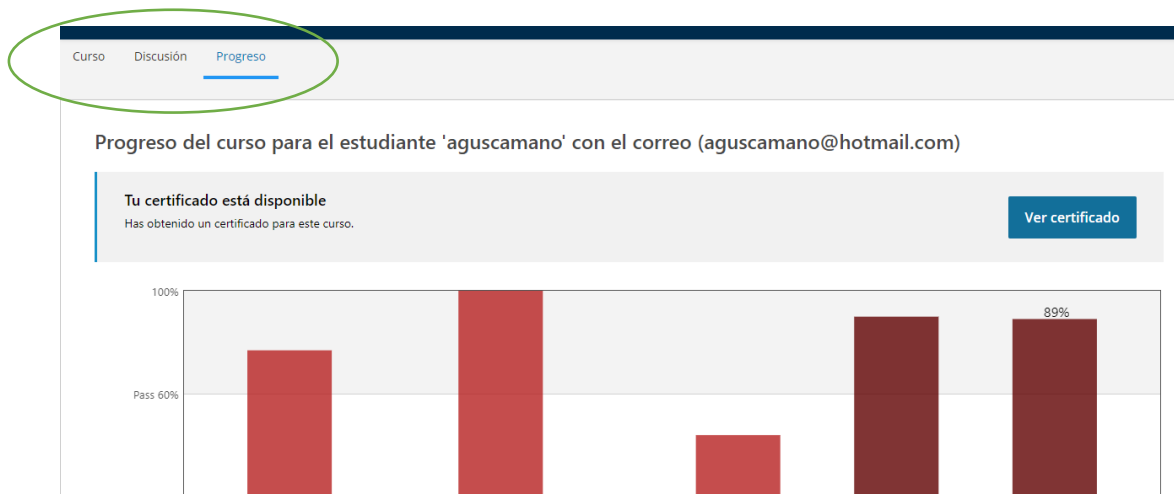 Curso Discusión Progreso
Progreso del curso para el estudiante 'aguscamano' con el correo (aguscamano@hotmail.com)
Tu certificado está disponible
Has obtenido un certificado para este curso.
Ver certificado
100%
89%
Pass 60%